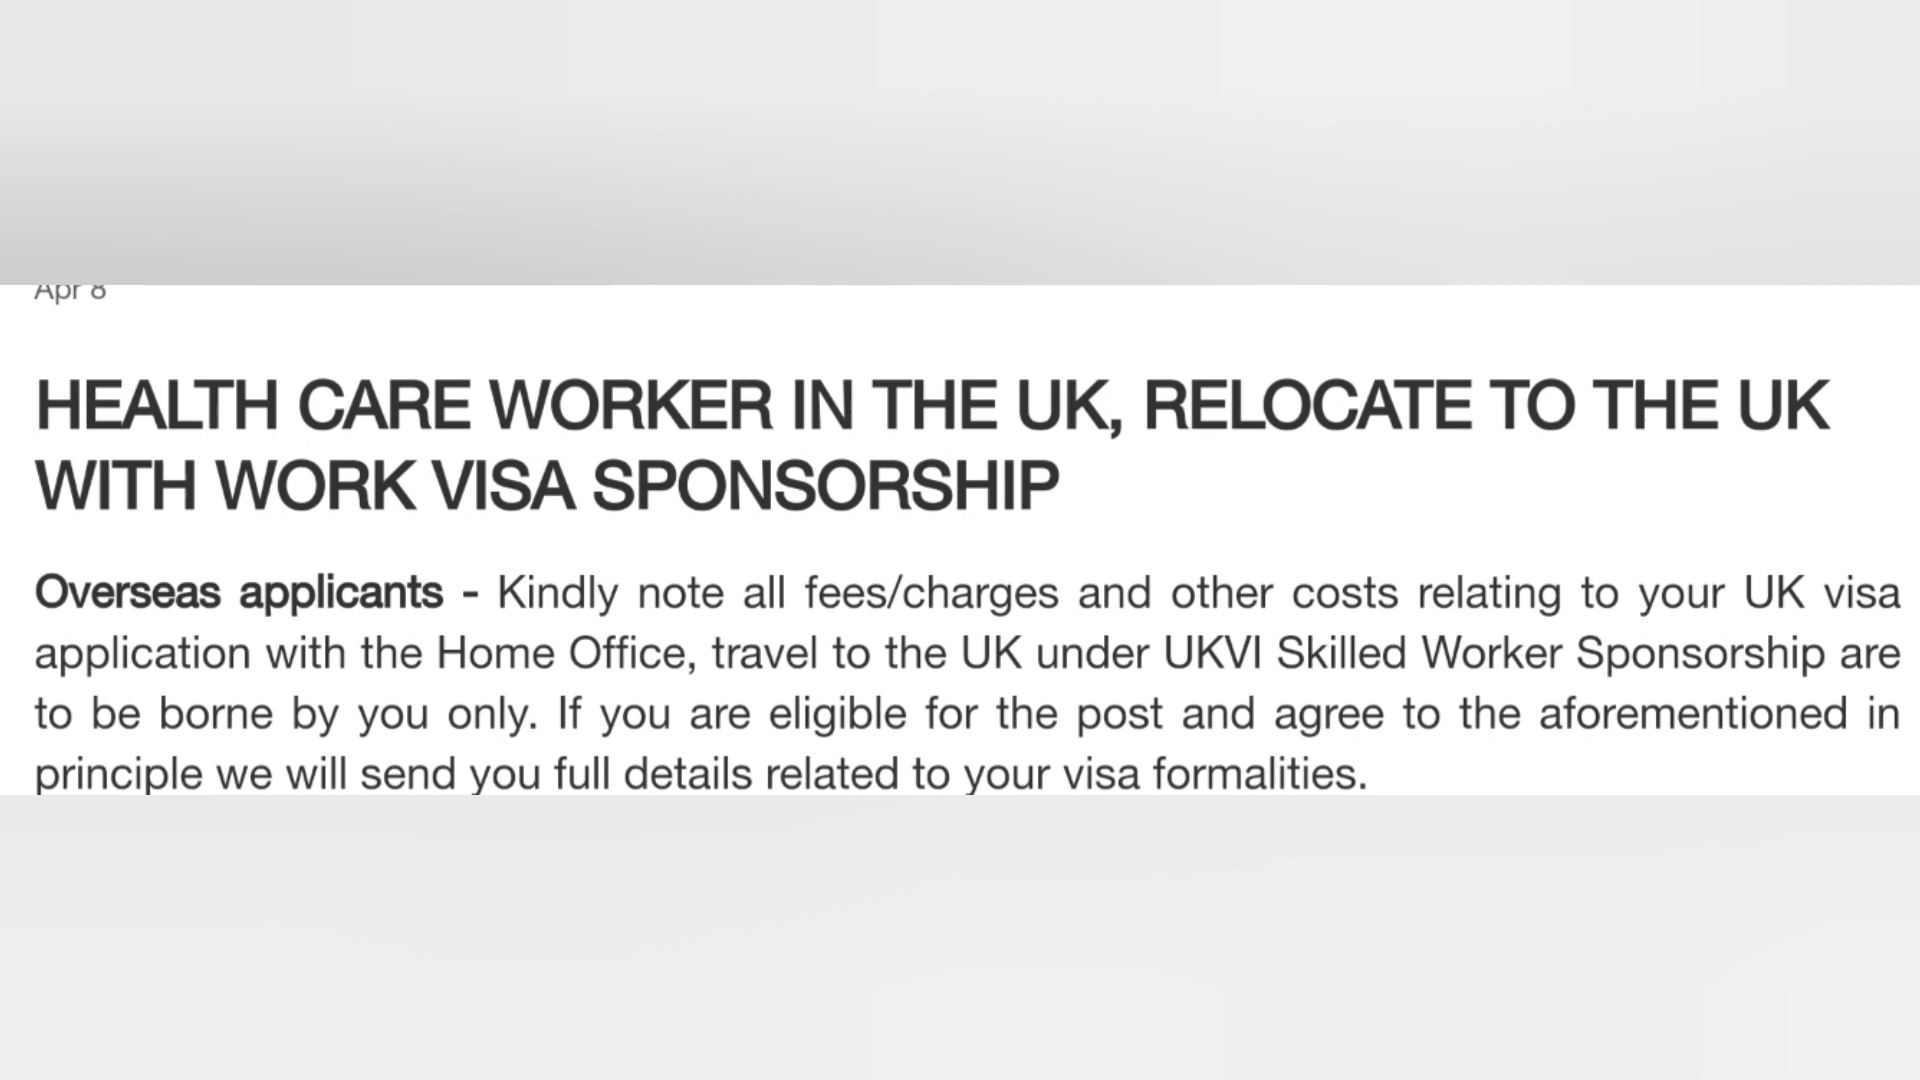 Apr 8
HEALTH CARE WORKER IN THE UK, RELOCATE TO THE UK
WITH WORK VISA SPONSORSHIP
Overseas applicants - Kindly note all fees/charges and other costs relating to your UK visa
application with the Home Office, travel to the UK under UKVI Skilled Worker Sponsorship are
to be borne by you only. If you are eligible for the post and agree to the aforementioned in
principle we will send you full details related to your visa formalities.